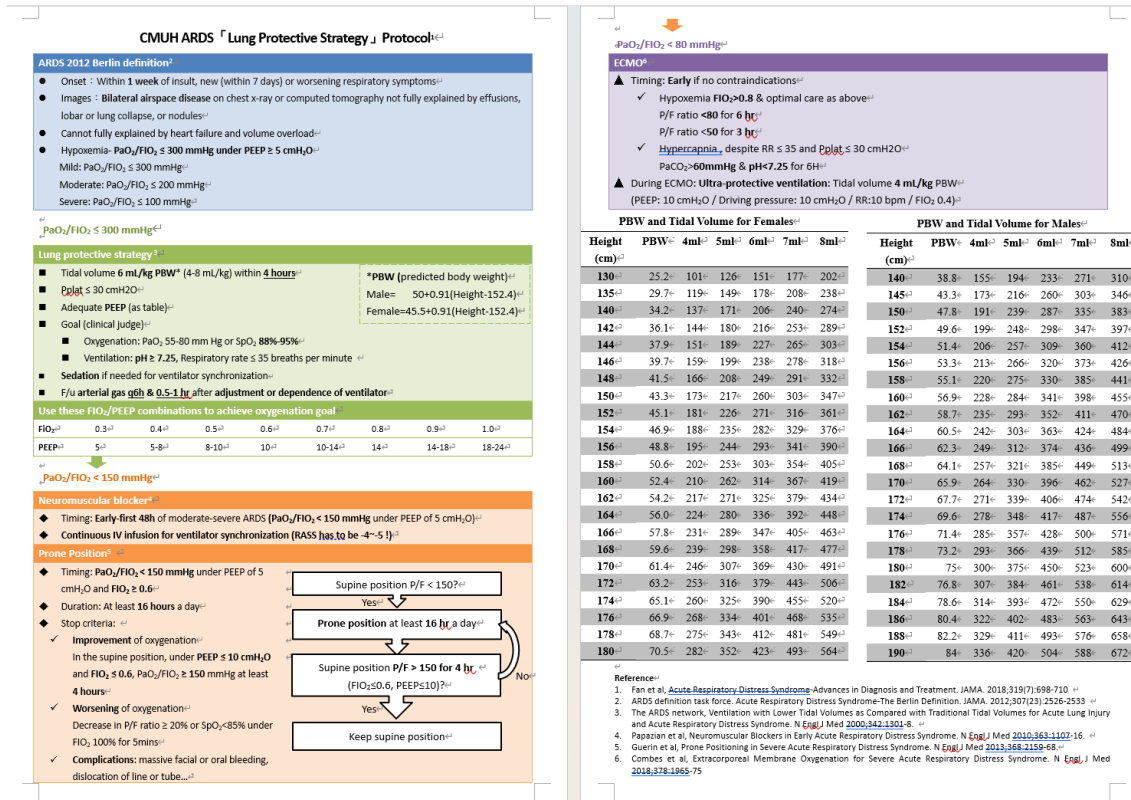 CMUH ARDS「Lung Protective Strategy」Protocol¹
ARDS 2012 Berlin definition²
● Onset：Within 1 week of insult, new (within 7 days) or worsening respiratory symptoms
● Images：Bilateral airspace disease on chest x-ray or computed tomography not fully explained by effusions,
lobar or lung collapse, or nodules
● Cannot fully explained by heart failure and volume overload
● Hypoxemia- PaO₂/FIO₂ ≤ 300 mmHg under PEEP ≥ 5 cmH₂O
Mild: PaO₂/FIO₂ ≤ 300 mmHg
Moderate: PaO₂/FIO₂ ≤ 200 mmHg
Severe: PaO₂/FIO₂ ≤ 100 mmHg
PaO₂/FIO₂ ≤ 300 mmHg
Lung protective strategy³
■ Tidal volume 6 mL/kg PBW* (4-8 mL/kg) within 4 hours
■ Pplat ≤ 30 cmH2O
■ Adequate PEEP (as table)
■ Goal (clinical judge)
■ Oxygenation: PaO₂ 55-80 mm Hg or SpO₂ 88%-95%
■ Ventilation: pH ≥ 7.25, Respiratory rate ≤ 35 breaths per minute
■ Sedation if needed for ventilator synchronization
■ F/u arterial gas q6h & 0.5-1 hr after adjustment or dependence of ventilator
*PBW (predicted body weight)
Male= 50+0.91(Height-152.4)
Female=45.5+0.91(Height-152.4)
Use these FIO₂/PEEP combinations to achieve oxygenation goal
FiO₂ 0.3 0.4 0.5 0.6 0.7 0.8 0.9 1.0
PEEP 5 5-8 8-10 10 10-14 14 14-18 18-24
PaO₂/FIO₂ < 150 mmHg
Neuromuscular blocker⁴
◆ Timing: Early-first 48h of moderate-severe ARDS (PaO₂/FIO₂ < 150 mmHg under PEEP of 5 cmH₂O)
◆ Continuous IV infusion for ventilator synchronization (RASS has to be -4~-5 !)
Prone Position⁵
◆ Timing: PaO₂/FIO₂ < 150 mmHg under PEEP of 5
cmH₂O and FIO₂ ≥ 0.6
◆ Duration: At least 16 hours a day
◆ Stop criteria:
✓ Improvement of oxygenation
In the supine position, under PEEP ≤ 10 cmH₂O
and FIO₂ ≤ 0.6, PaO₂/FIO₂ ≥ 150 mmHg at least
4 hours
✓ Worsening of oxygenation
Decrease in P/F ratio ≥ 20% or SpO₂<85% under
FIO₂ 100% for 5mins
✓ Complications: massive facial or oral bleeding,
dislocation of line or tube…
Supine position P/F < 150?
Yes
Prone position at least 16 hr a day
Supine position P/F > 150 for 4 hr
(FIO₂≤0.6, PEEP≤10)?
No
Yes
Keep supine position
PaO₂/FIO₂ < 80 mmHg
ECMO⁶
▲ Timing: Early if no contraindications
✓ Hypoxemia FIO₂>0.8 & optimal care as above
P/F ratio <80 for 6 hr
P/F ratio <50 for 3 hr
✓ Hypercapnia , despite RR ≤ 35 and Pplat ≤ 30 cmH2O
PaCO₂>60mmHg & pH<7.25 for 6H
▲ During ECMO: Ultra-protective ventilation: Tidal volume 4 mL/kg PBW
(PEEP: 10 cmH₂O / Driving pressure: 10 cmH₂O / RR:10 bpm / FIO₂ 0.4)
PBW and Tidal Volume for Females
Height PBW 4ml 5ml 6ml 7ml 8ml
(cm)
130 25.2 101 126 151 177 202
135 29.7 119 149 178 208 238
140 34.2 137 171 206 240 274
142 36.1 144 180 216 253 289
144 37.9 151 189 227 265 303
146 39.7 159 199 238 278 318
148 41.5 166 208 249 291 332
150 43.3 173 217 260 303 347
152 45.1 181 226 271 316 361
154 46.9 188 235 282 329 376
156 48.8 195 244 293 341 390
158 50.6 202 253 303 354 405
160 52.4 210 262 314 367 419
162 54.2 217 271 325 379 434
164 56.0 224 280 336 392 448
166 57.8 231 289 347 405 463
168 59.6 239 298 358 417 477
170 61.4 246 307 369 430 491
172 63.2 253 316 379 443 506
174 65.1 260 325 390 455 520
176 66.9 268 334 401 468 535
178 68.7 275 343 412 481 549
180 70.5 282 352 423 493 564
PBW and Tidal Volume for Males
Height PBW 4ml 5ml 6ml 7ml 8ml
(cm)
140 38.8 155 194 233 271 310
145 43.3 173 216 260 303 346
150 47.8 191 239 287 335 383
152 49.6 199 248 298 347 397
154 51.4 206 257 309 360 412
156 53.3 213 266 320 373 426
158 55.1 220 275 330 385 441
160 56.9 228 284 341 398 455
162 58.7 235 293 352 411 470
164 60.5 242 303 363 424 484
166 62.3 249 312 374 436 499
168 64.1 257 321 385 449 513
170 65.9 264 330 396 462 527
172 67.7 271 339 406 474 542
174 69.6 278 348 417 487 556
176 71.4 285 357 428 500 571
178 73.2 293 366 439 512 585
180 75 300 375 450 523 600
182 76.8 307 384 461 538 614
184 78.6 314 393 472 550 629
186 80.4 322 402 483 563 643
188 82.2 329 411 493 576 658
190 84 336 420 504 588 672
Reference
1. Fan et al, Acute Respiratory Distress Syndrome-Advances in Diagnosis and Treatment. JAMA. 2018;319(7):698-710
2. ARDS definition task force. Acute Respiratory Distress Syndrome-The Berlin Definition. JAMA. 2012;307(23):2526-2533
3. The ARDS network, Ventilation with Lower Tidal Volumes as Compared with Traditional Tidal Volumes for Acute Lung Injury
and Acute Respiratory Distress Syndrome. N Engl J Med 2000;342:1301-8.
4. Papazian et al, Neuromuscular Blockers in Early Acute Respiratory Distress Syndrome. N Engl J Med 2010;363:1107-16.
5. Guerin et al, Prone Positioning in Severe Acute Respiratory Distress Syndrome. N Engl J Med 2013;368:2159-68.
6. Combes et al, Extracorporeal Membrane Oxygenation for Severe Acute Respiratory Distress Syndrome. N Engl J Med
2018;378:1965-75